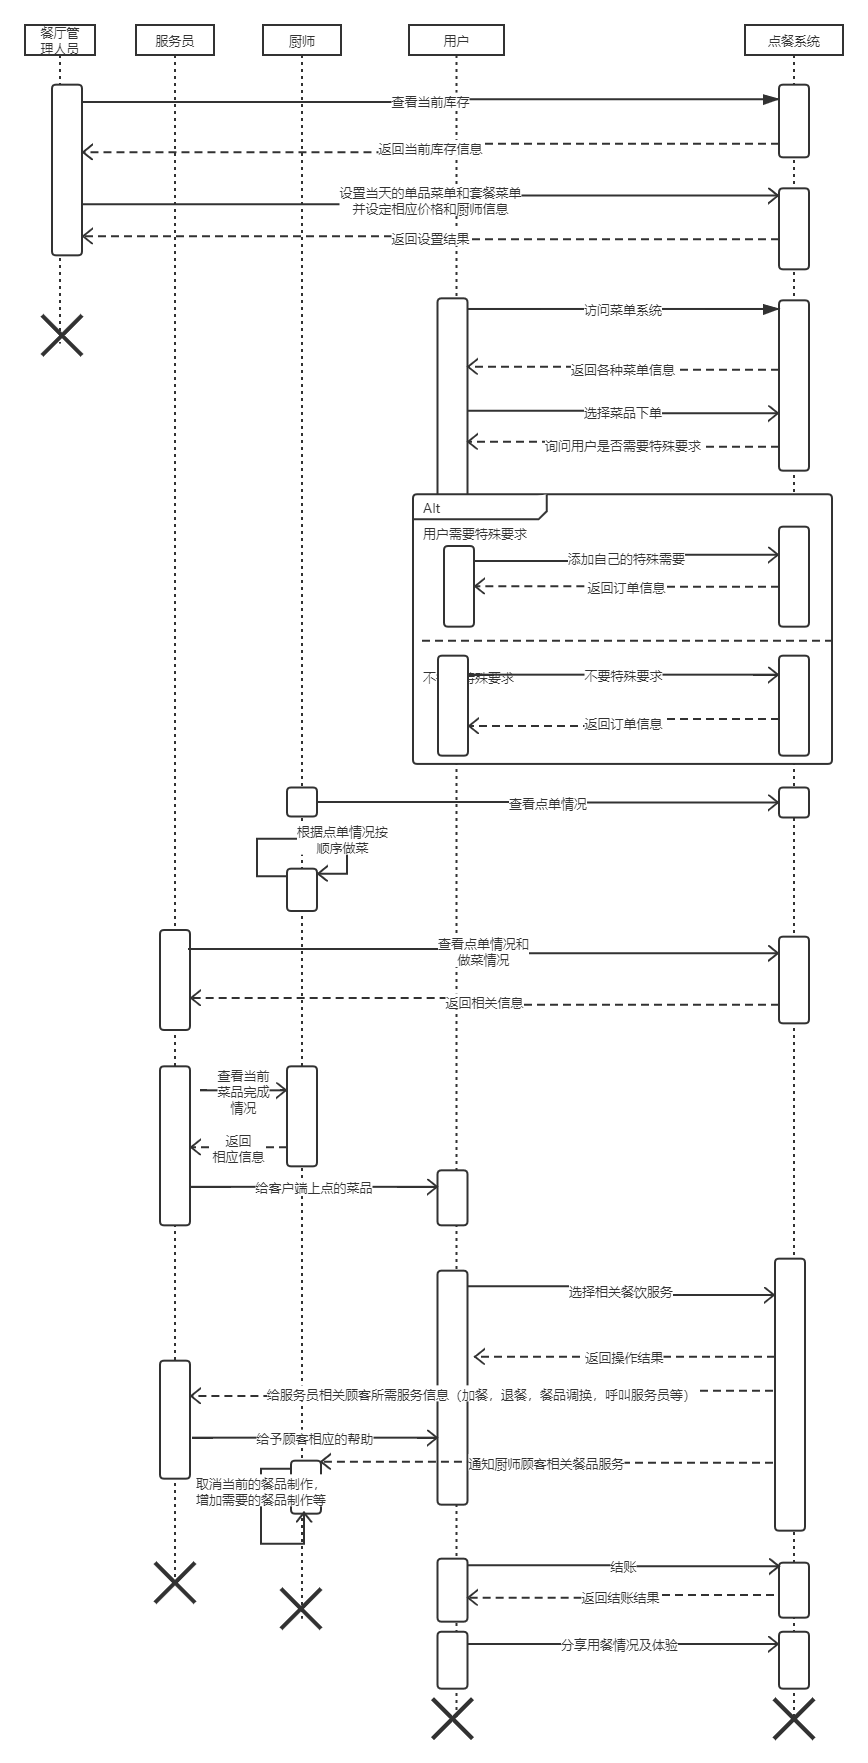 餐厅管
理人员
服务员
厨师
用户
点餐系统
查看当前库存
返回当前库存信息
设置当天的单品菜单和套餐菜单
并设定相应价格和厨师信息
返回设置结果
访问菜单系统
返回各种菜单信息
选择菜品下单
询问用户是否需要特殊要求
Alt
用户需要特殊要求
添加自己的特殊需要
返回订单信息
不 特殊要求
不要特殊要求
返回订单信息
查看点单情况
根据点单情况按
顺序做菜
查看点单情况和
做菜情况
返回相关信息
查看当前
菜品完成
情况
返回
相应信息
给客户端上点的菜品
选择相关餐饮服务
返回操作结果
给服务员相关顾客所需服务信息（加餐，退餐，餐品调换，呼叫服务员等）
给予顾客相应的帮助
通知厨师顾客相关餐品服务
取消当前的餐品制作，
增加需要的餐品制作等
结账
返回结账结果
分享用餐情况及体验